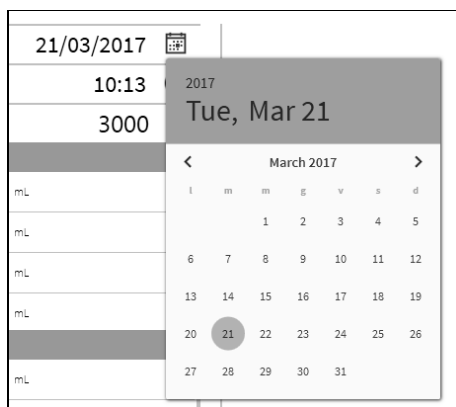 21/03/2017
10:13
3000
mL
mL
mL
mL
mL
2017
Tue, Mar 21
March 2017
l m m g v s d
1 2 3 4 5
6 7 8 9 10 11 12
13 14 15 16 17 18 19
20 21 22 23 24 25 26
27 28 29 30 31